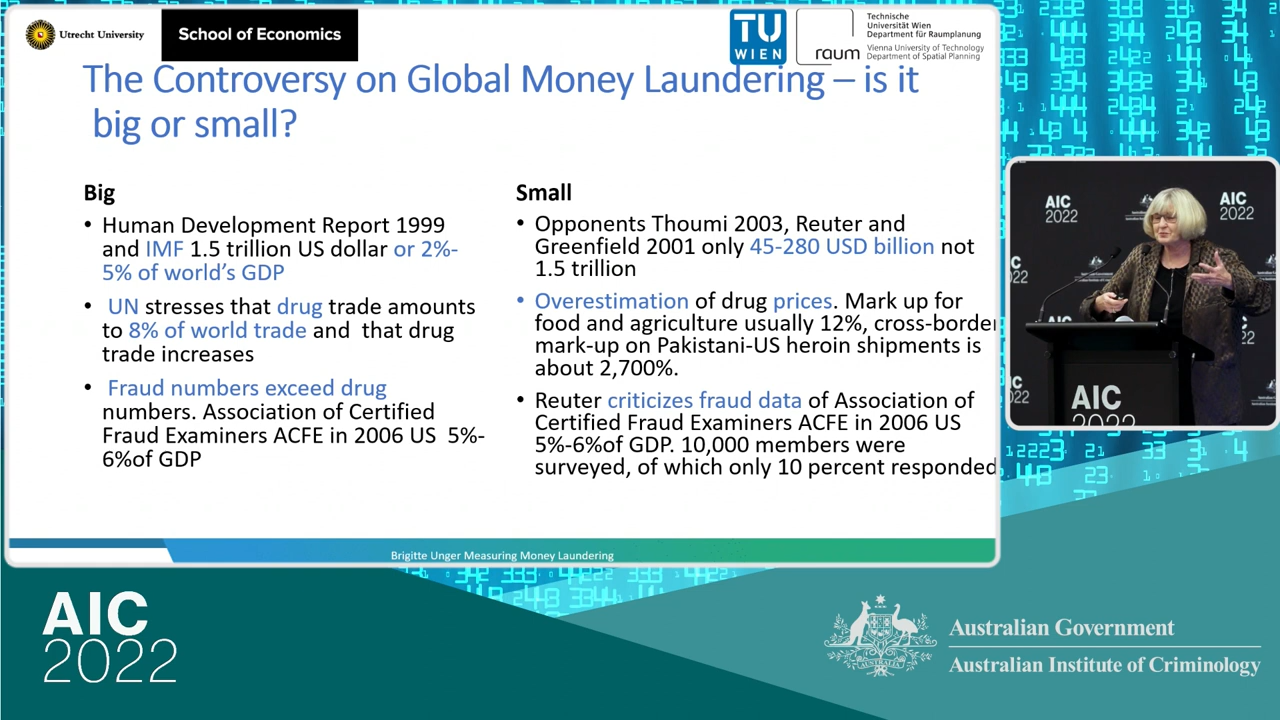 Utrecht University
School of Economics
TU
WIEN
raum
Technische
Universität Wien
Department für Raumplanung
Vienna University of Technology
Department of Spatial Planning
The Controversy on Global Money Laundering – is it
big or small?
Big
• Human Development Report 1999
and IMF 1.5 trillion US dollar or 2%-
5% of world's GDP
• UN stresses that drug trade amounts
to 8% of world trade and that drug
trade increases
• Fraud numbers exceed drug
numbers. Association of Certified
Fraud Examiners ACFE in 2006 US 5%-
6%of GDP
Small
• Opponents Thoumi 2003, Reuter and
Greenfield 2001 only 45-280 USD billion not
1.5 trillion
• Overestimation of drug prices. Mark up for
food and agriculture usually 12%, cross-border
mark-up on Pakistani-US heroin shipments is
about 2,700%.
• Reuter criticizes fraud data of Association of
Certified Fraud Examiners ACFE in 2006 US
5%-6%of GDP. 10,000 members were
surveyed, of which only 10 percent responded
Brigitte Unger Measuring Money Laundering
AIC
2022
AIC
2022
AIC
2022
AIC
2022
Australian Government
Australian Institute of Criminology